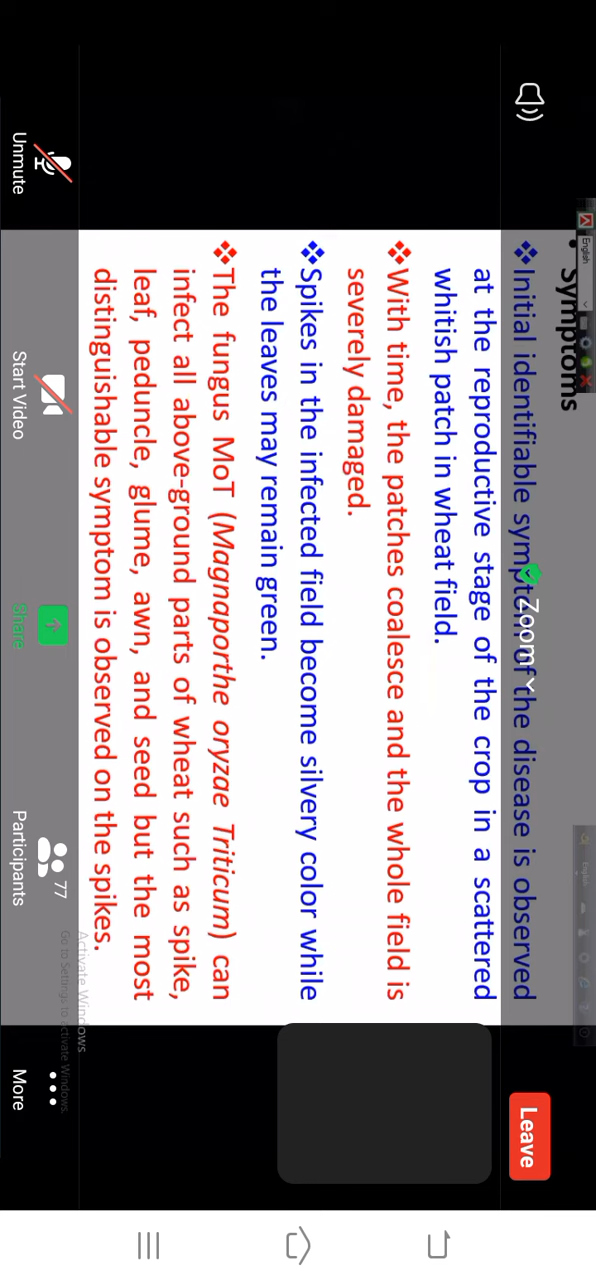 Symptoms
English
❖Initial identifiable symptom of the disease is observed
at the reproductive stage of the crop in a scattered
whitish patch in wheat field.
❖With time, the patches coalesce and the whole field is
severely damaged.
❖Spikes in the infected field become silvery color while
the leaves may remain green.
❖The fungus MoT (Magnaporthe oryzae Triticum) can
infect all above-ground parts of wheat such as spike,
leaf, peduncle, glume, awn, and seed but the most
distinguishable symptom is observed on the spikes.
Zoom
Leave
English
Activate Windows
Go to Settings to activate Windows.
77
Unmute
Start Video
Share
Participants
More